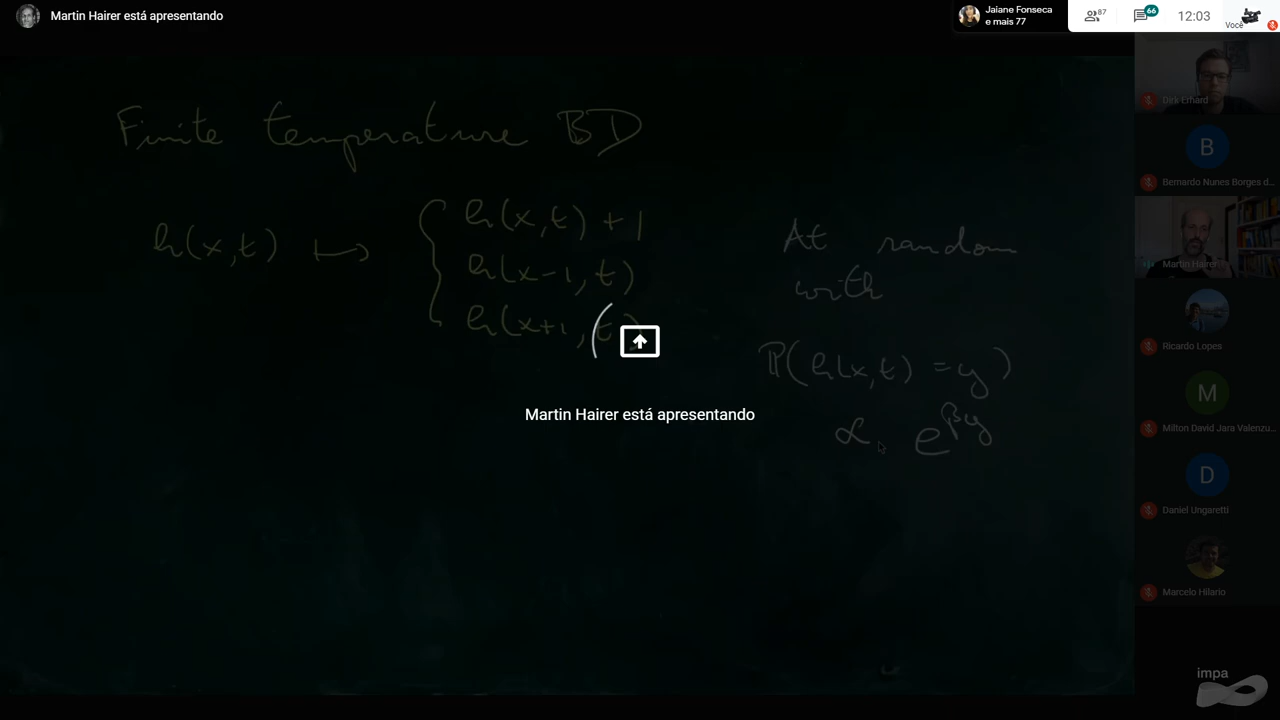 Martin Hairer está apresentando
Jaiane Fonseca
e mais 77
87
66
12:03
Você
Finite temperature BD
h(x,t) ↦ { h(x,t) + 1
h(x-1,t)
h(x+1,t)
At random
with
ℙ(h(x,t) = y)
∝ e^{βy}
Martin Hairer está apresentando
Dirk Erhard
B
Bernardo Nunes Borges d...
Martin Hairer
Ricardo Lopes
M
Milton David Jara Valenzu...
D
Daniel Ungaretti
Marcelo Hilario
impa